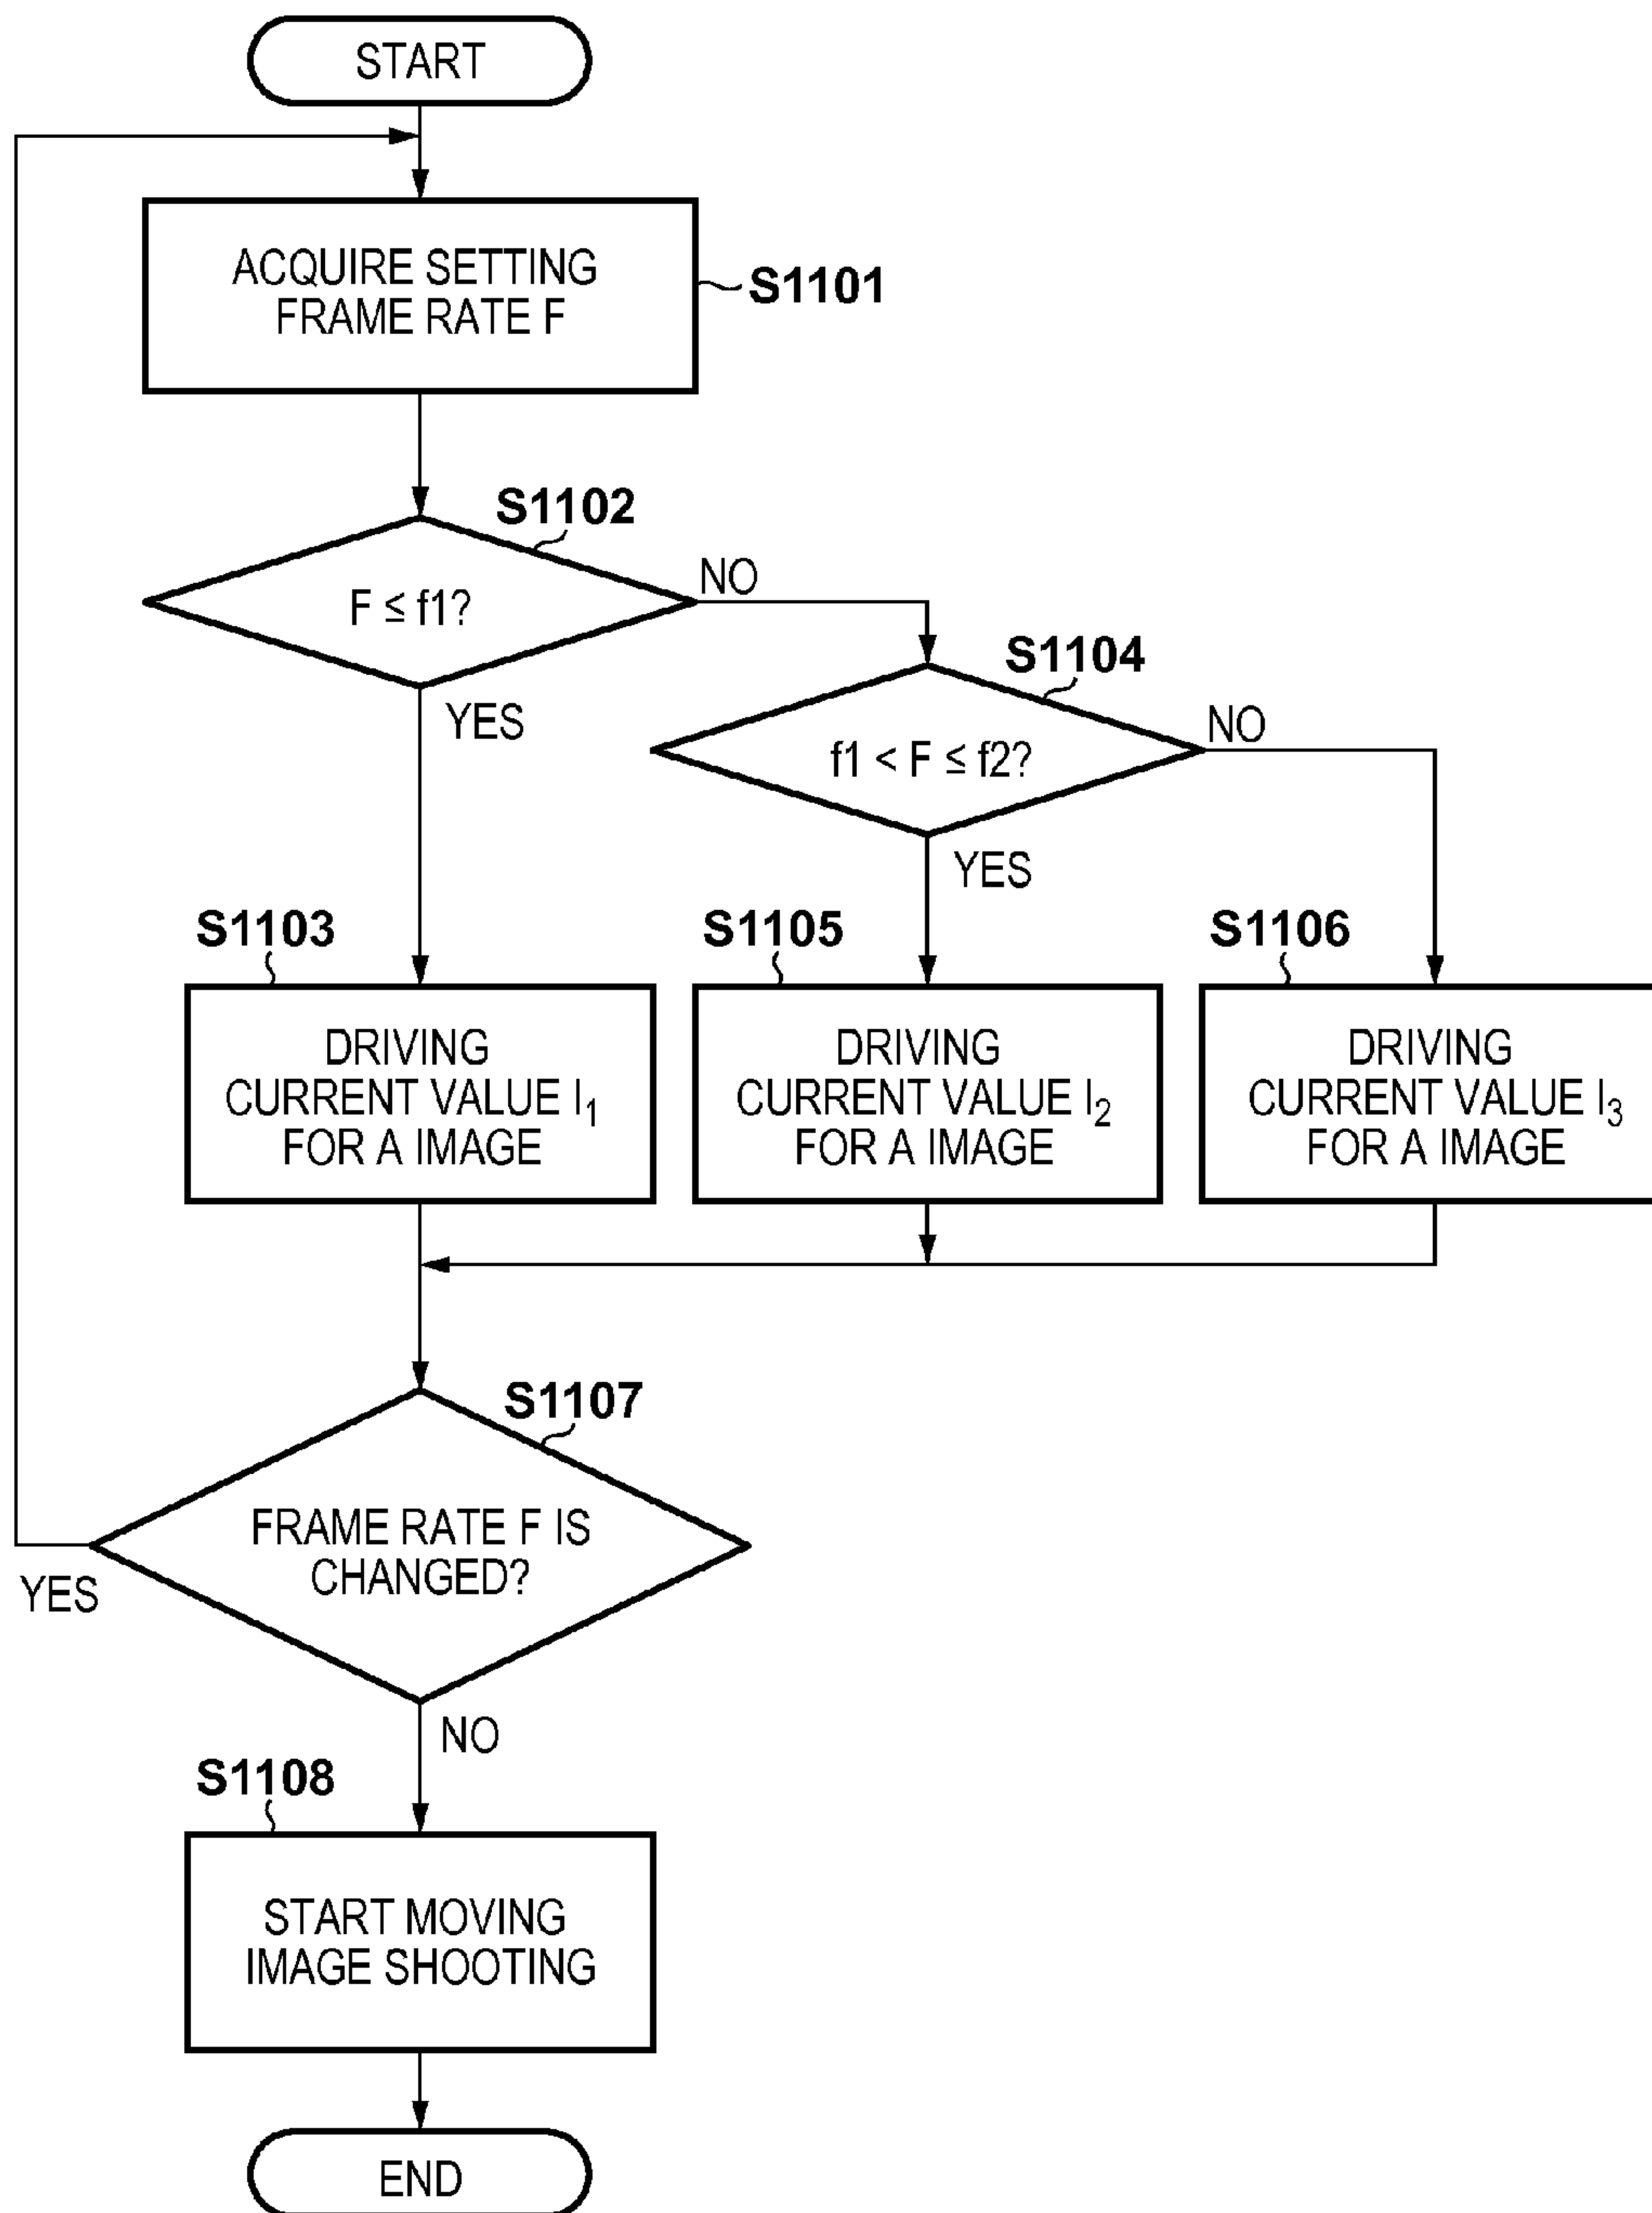 START
ACQUIRE SETTING
FRAME RATE F
S1101
S1102
F ≤ f1?
NO
YES
S1104
f1 < F ≤ f2?
NO
YES
S1103
DRIVING
CURRENT VALUE I1
FOR A IMAGE
S1105
DRIVING
CURRENT VALUE I2
FOR A IMAGE
S1106
DRIVING
CURRENT VALUE I3
FOR A IMAGE
S1107
FRAME RATE F IS
CHANGED?
YES
NO
S1108
START MOVING
IMAGE SHOOTING
END